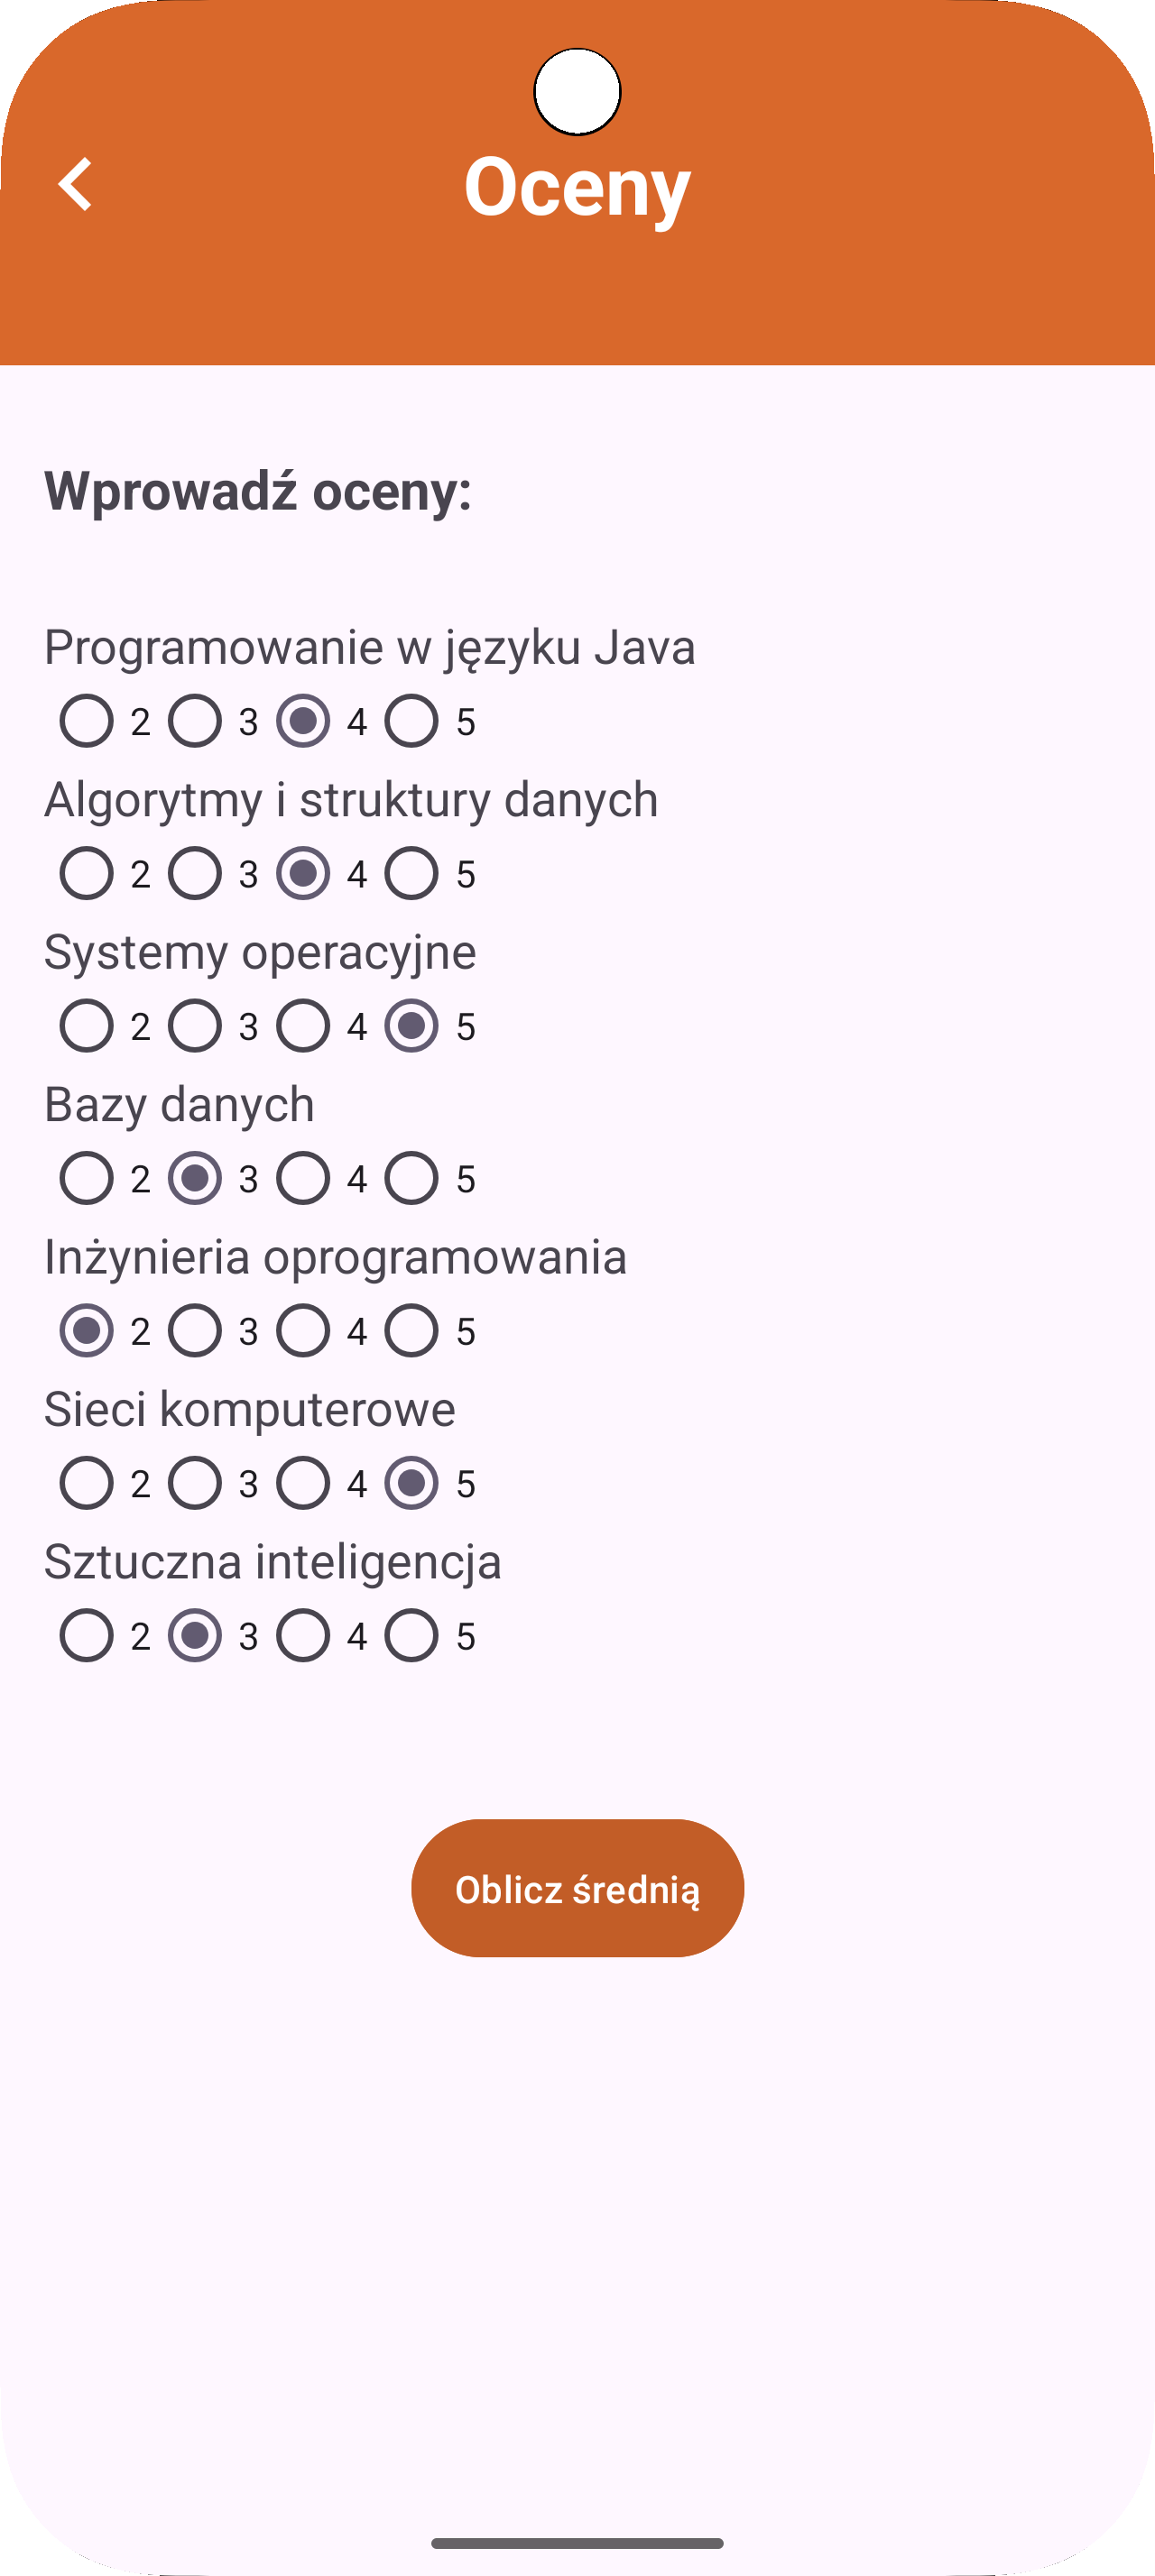 Oceny
Wprowadź oceny:
Programowanie w języku Java
2 3 4 5
Algorytmy i struktury danych
2 3 4 5
Systemy operacyjne
2 3 4 5
Bazy danych
2 3 4 5
Inżynieria oprogramowania
2 3 4 5
Sieci komputerowe
2 3 4 5
Sztuczna inteligencja
2 3 4 5
Oblicz średnią